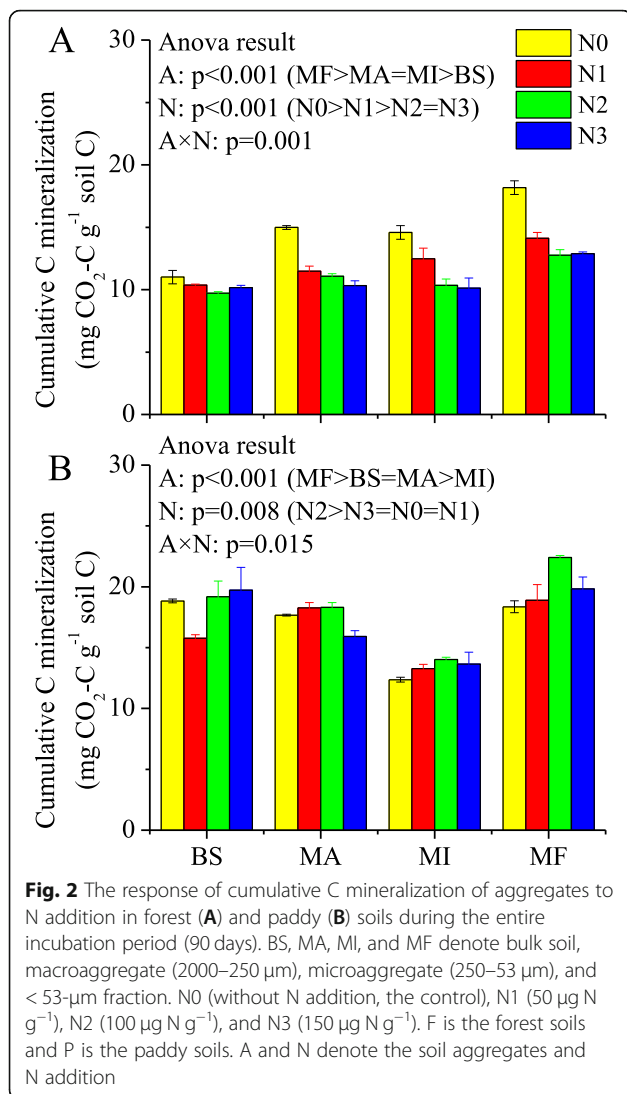 A
30
20
10
0
Cumulative C mineralization
(mg CO₂-C g⁻¹ soil C)
Anova result
A: p<0.001 (MF>MA=MI>BS)
N: p<0.001 (N0>N1>N2=N3)
A×N: p=0.001
N0
N1
N2
N3
B
30
20
10
0
Cumulative C mineralization
(mg CO₂-C g⁻¹ soil C)
Anova result
A: p<0.001 (MF>BS=MA>MI)
N: p=0.008 (N2>N3=N0=N1)
A×N: p=0.015
BS MA MI MF
Fig. 2 The response of cumulative C mineralization of aggregates to
N addition in forest (A) and paddy (B) soils during the entire
incubation period (90 days). BS, MA, MI, and MF denote bulk soil,
macroaggregate (2000–250 μm), microaggregate (250–53 μm), and
< 53-μm fraction. N0 (without N addition, the control), N1 (50 μg N
g⁻¹), N2 (100 μg N g⁻¹), and N3 (150 μg N g⁻¹). F is the forest soils
and P is the paddy soils. A and N denote the soil aggregates and
N addition